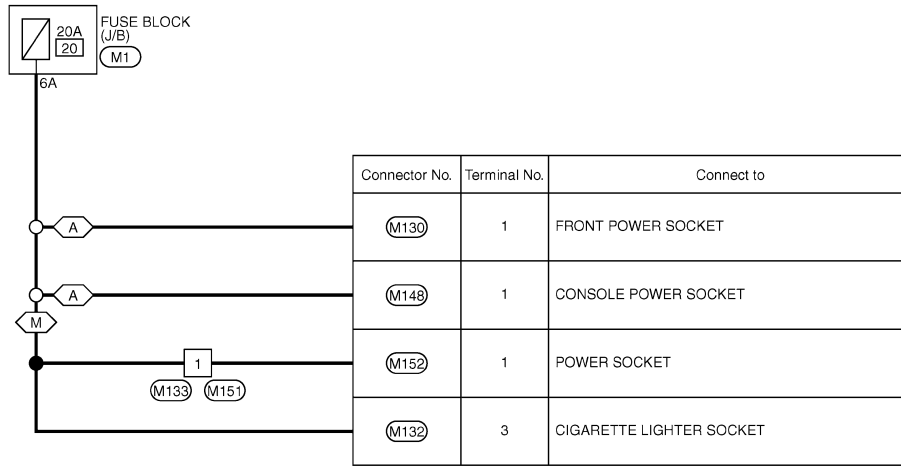 20A
20
FUSE BLOCK
(J/B)
M1
6A
Connector No. Terminal No. Connect to
A M130 1 FRONT POWER SOCKET
A M148 1 CONSOLE POWER SOCKET
M
1 M152 1 POWER SOCKET
M133 M151
M132 3 CIGARETTE LIGHTER SOCKET